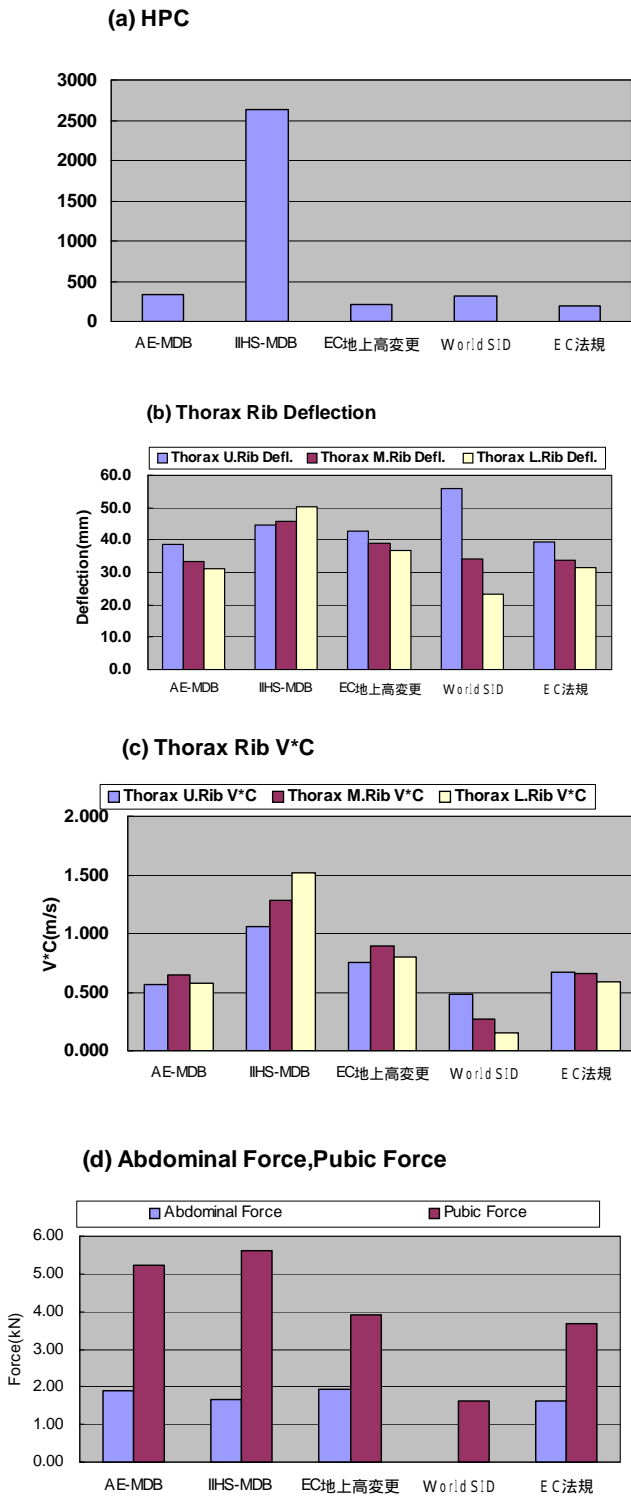 (a) HPC
3000
2500
2000
1500
1000
500
0
AE-MDB IIHS-MDB EC地上高変更 World SID EC法規
(b) Thorax Rib Deflection
Thorax U.Rib Defl. Thorax M.Rib Defl. Thorax L.Rib Defl.
60.0
50.0
40.0
30.0
20.0
10.0
0.0
Deflection(mm)
AE-MDB IIHS-MDB EC地上高変更 World SID EC法規
(c) Thorax Rib V*C
Thorax U.Rib V*C Thorax M.Rib V*C Thorax L.Rib V*C
2.000
1.500
1.000
0.500
0.000
V*C(m/s)
AE-MDB IIHS-MDB EC地上高変更 World SID EC法規
(d) Abdominal Force,Pubic Force
Abdominal Force Pubic Force
6.00
5.00
4.00
3.00
2.00
1.00
0.00
Force(kN)
AE-MDB IIHS-MDB EC地上高変更 World SID EC法規